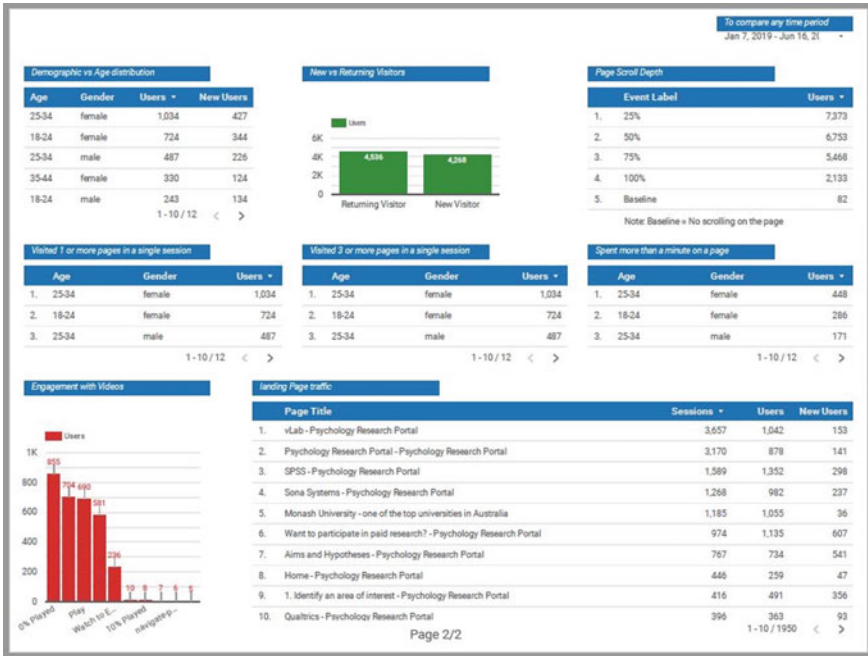 To compare any time period
Jan 7, 2019 - Jun 16, 20
Demographic vs Age distribution
Age Gender Users New Users
25-34 female 1,034 427
18-24 female 724 344
25-34 male 487 226
35-44 female 330 124
18-24 male 243 134
1 - 10 / 12 < >
New vs Returning Visitors
Users
6K
4K
2K
0
4,536 4,268
Returning Visitor New Visitor
Page Scroll Depth
Event Label Users
1. 25% 7,373
2. 50% 6,753
3. 75% 5,468
4. 100% 2,133
5. Baseline 82
Note: Baseline = No scrolling on the page
Visited 1 or more pages in a single session
Age Gender Users
1. 25-34 female 1,034
2. 18-24 female 724
3. 25-34 male 487
1 - 10 / 12 < >
Visited 3 or more pages in a single session
Age Gender Users
1. 25-34 female 1,034
2. 18-24 female 724
3. 25-34 male 487
1 - 10 / 12 < >
Spent more than a minute on a page
Age Gender Users
1. 25-34 female 448
2. 18-24 female 286
3. 25-34 male 171
1 - 10 / 12 < >
Engagement with Videos
Users
1K
800
600
400
200
0
855 704 690 581 236 10 8 7 6 5
0% Played Play Watch to E... 10% Played navigate-p...
landing Page traffic
Page Title Sessions Users New Users
1. vLab - Psychology Research Portal 3,657 1,042 153
2. Psychology Research Portal - Psychology Research Portal 3,170 878 141
3. SPSS - Psychology Research Portal 1,589 1,352 298
4. Sona Systems - Psychology Research Portal 1,268 982 237
5. Monash University - one of the top universities in Australia 1,185 1,055 36
6. Want to participate in paid research? - Psychology Research Portal 974 1,135 607
7. Aims and Hypotheses - Psychology Research Portal 767 734 541
8. Home - Psychology Research Portal 446 259 47
9. 1. Identify an area of interest - Psychology Research Portal 416 491 356
10. Qualtrics - Psychology Research Portal 396 363 93
1 - 10 / 1950 < >
Page 2/2